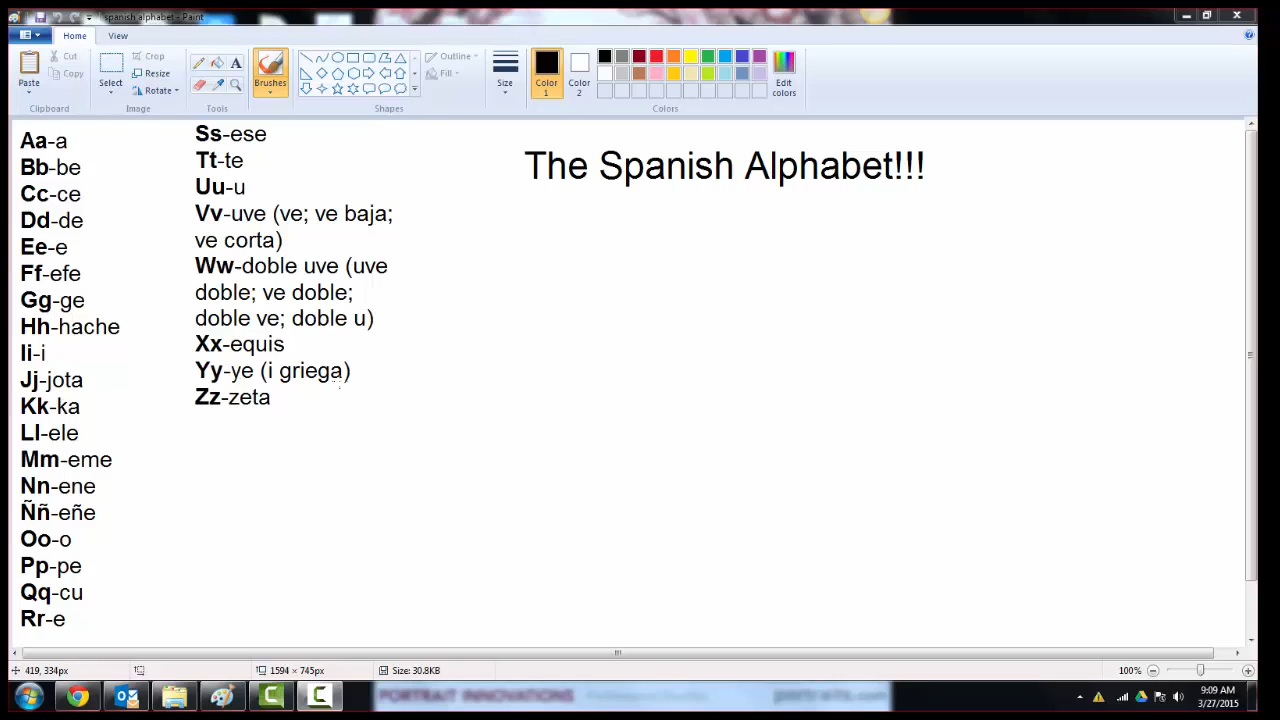 spanish alphabet - Paint
Home
View
Paste
Cut
Copy
Clipboard
Select
Crop
Resize
Rotate
Image
A
Tools
Brushes
Shapes
Outline
Fill
Size
Color 1
Color 2
Edit colors
Colors
Aa-a
Bb-be
Cc-ce
Dd-de
Ee-e
Ff-efe
Gg-ge
Hh-hache
Ii-i
Jj-jota
Kk-ka
Ll-ele
Mm-eme
Nn-ene
Ññ-eñe
Oo-o
Pp-pe
Qq-cu
Rr-e
Ss-ese
Tt-te
Uu-u
Vv-uve (ve; ve baja;
ve corta)
Ww-doble uve (uve
doble; ve doble;
doble ve; doble u)
Xx-equis
Yy-ye (i griega)
Zz-zeta
The Spanish Alphabet!!!
419, 334px
1594 × 745px
Size: 30.8KB
100%
PORTRAIT INNOVATIONS
9:09 AM
3/27/2015